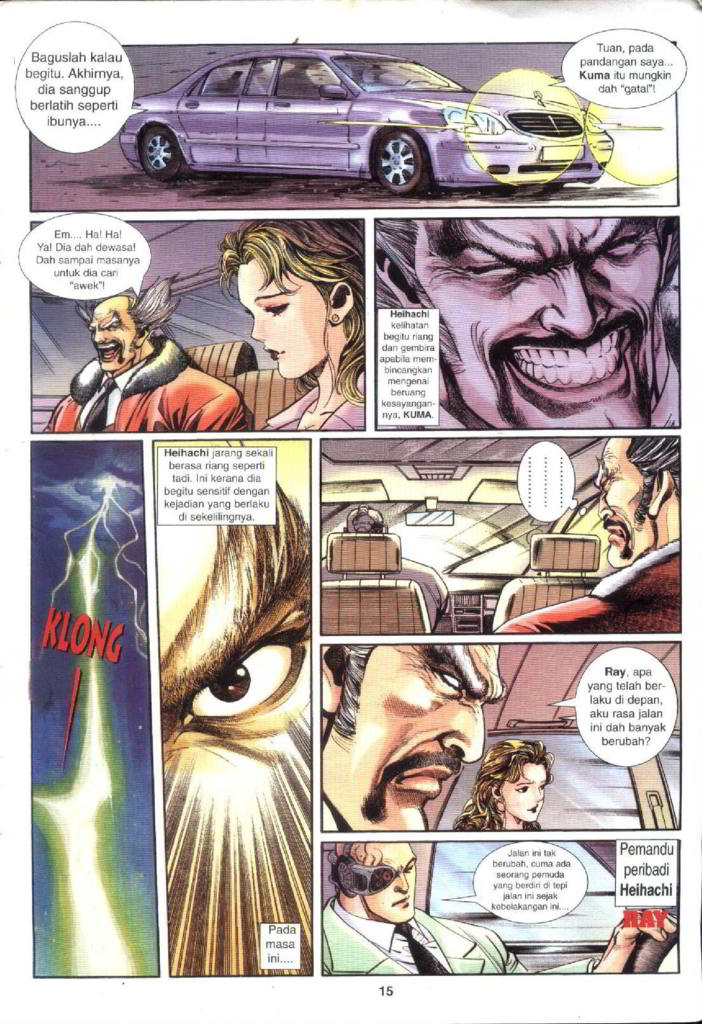 Baguslah kalau
begitu. Akhirnya,
dia sanggup
berlatih seperti
ibunya....
Tuan, pada
pandangan saya...
Kuma itu mungkin
dah "gatal"!
Em.... Ha! Ha!
Ya! Dia dah dewasa!
Dah sampai masanya
untuk dia cari
"awek"!
Heihachi
kelihatan
begitu riang
dan gembira
apabila mem-
bincangkan
mengenai
beruang
kesayangan-
nya, KUMA.
KLONG
!
Heihachi jarang sekali
berasa riang seperti
tadi. Ini kerana dia
begitu sensitif dengan
kejadian yang berlaku
di sekelilingnya.
Pada
masa
ini....
Ray, apa
yang telah ber-
laku di depan,
aku rasa jalan
ini dah banyak
berubah?
Jalan ini tak
berubah, cuma ada
seorang pemuda
yang berdiri di tepi
jalan ini sejak
kebelakangan ini....
Pemandu
peribadi
Heihachi
RAY
15